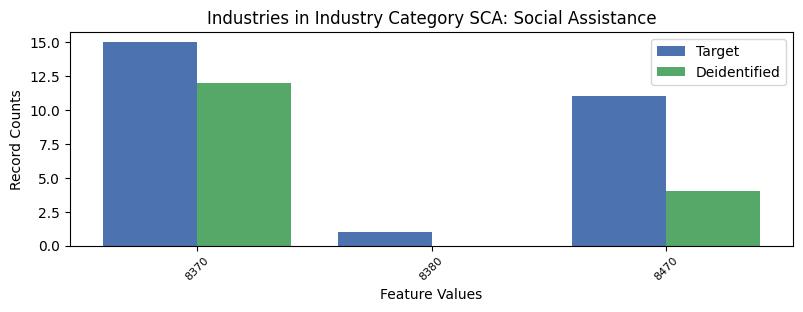 Industries in Industry Category SCA: Social Assistance
Target
Deidentified
Record Counts
15.0
12.5
10.0
7.5
5.0
2.5
0.0
8370
8380
8470
Feature Values